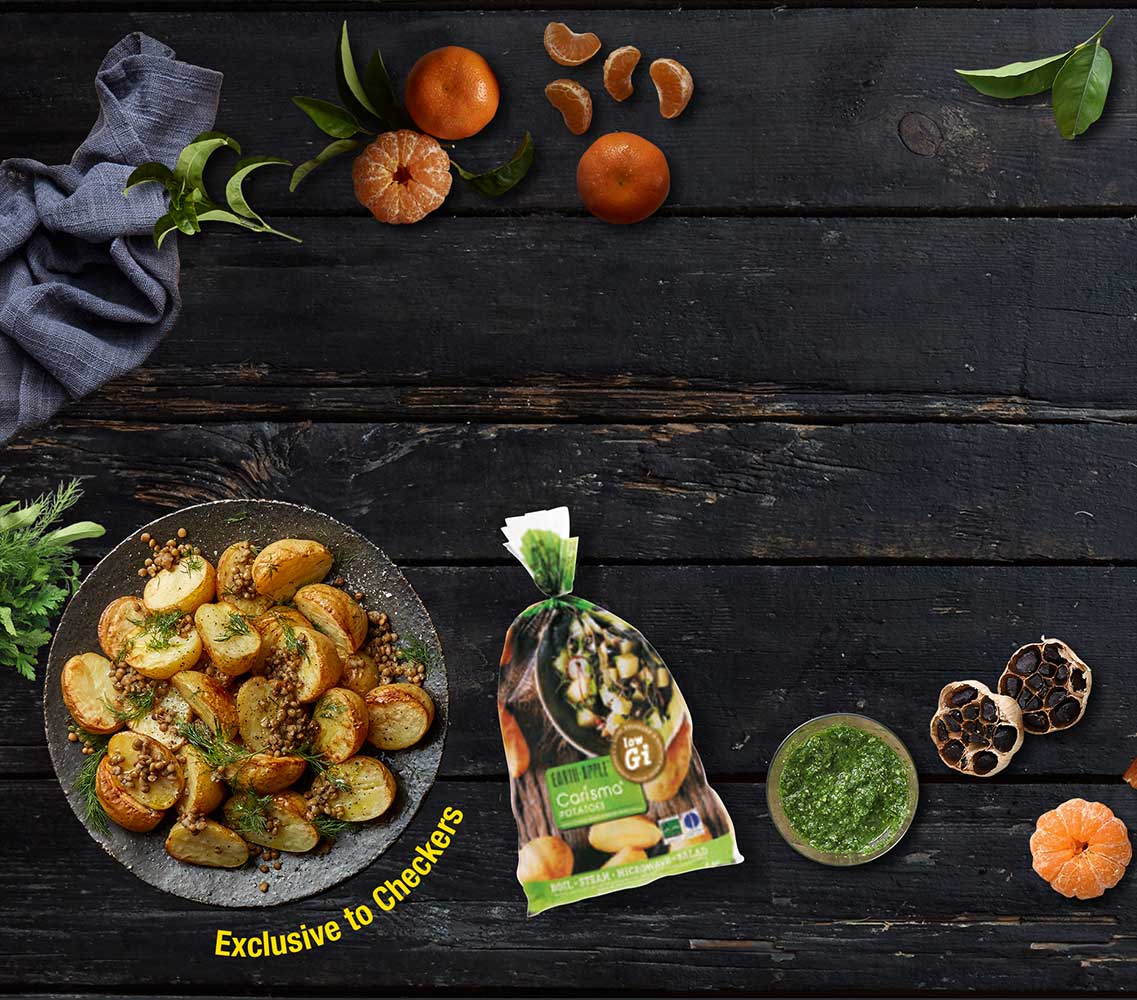 low
Gi
EARTH APPLE
Carisma
POTATOES
BOIL • STEAM • MICROWAVE • SALAD
Exclusive to Checkers